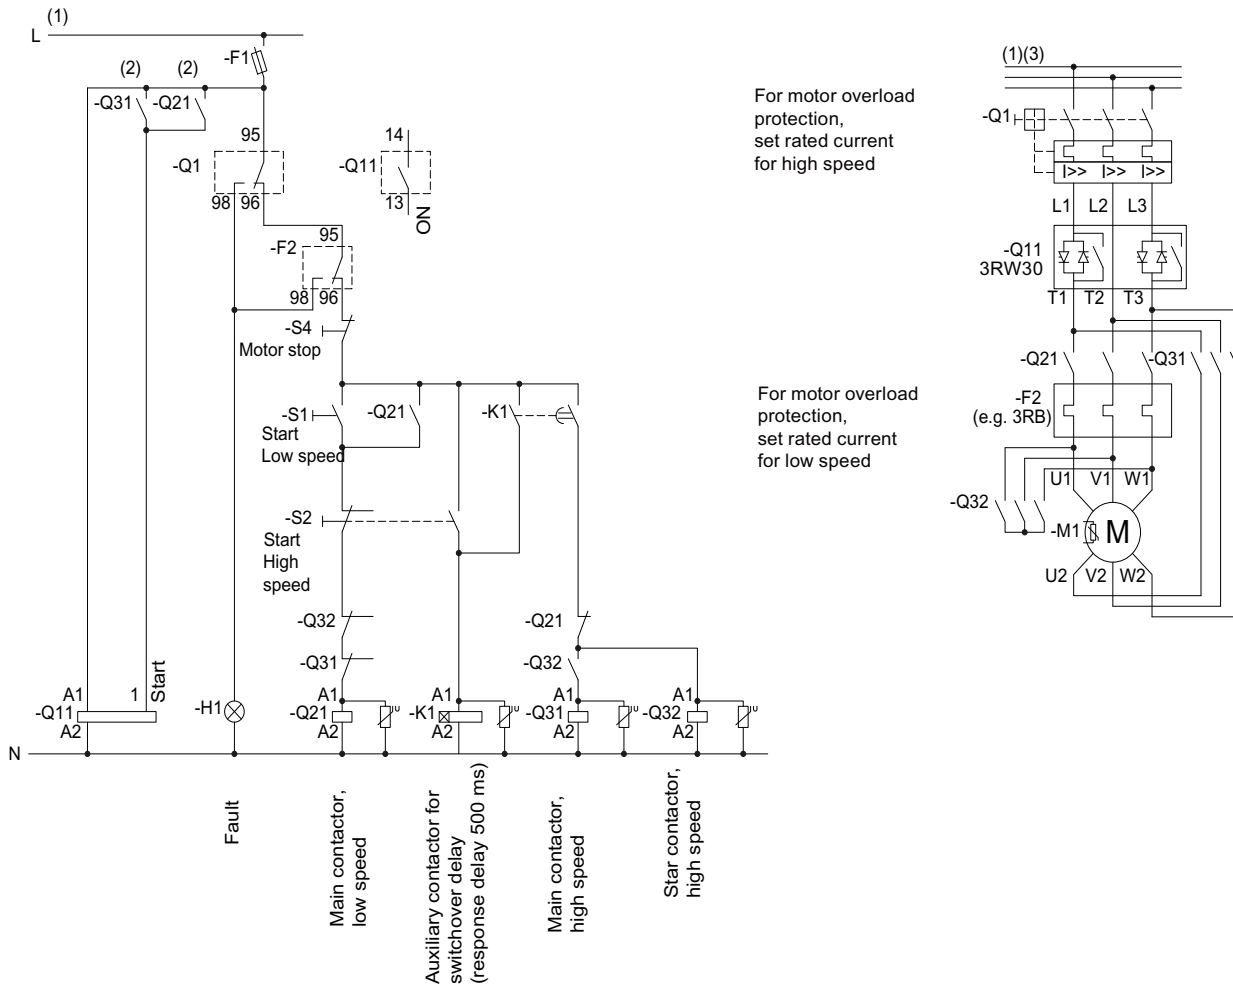 (1)
L
-F1
(2)
(2)
-Q31
-Q21
95
-Q1
98
96
14
-Q11
13
ON
95
-F2
98
96
-S4
Motor stop
-S1
Start
Low speed
-Q21
-K1
-S2
Start
High
speed
-Q32
-Q31
-Q21
-Q32
A1
1
Start
-Q11
A2
-H1
A1
-Q21
A2
U
A1
-K1
A2
U
A1
-Q31
A2
U
A1
-Q32
A2
U
N
Fault
Main contactor,
low speed
Auxiliary contactor for
switchover delay
(response delay 500 ms)
Main contactor,
high speed
Star contactor,
high speed
For motor overload
protection,
set rated current
for high speed
For motor overload
protection,
set rated current
for low speed
(1)(3)
-Q1
I>>
I>>
I>>
L1
L2
L3
-Q11
3RW30
T1
T2
T3
-Q21
-Q31
-F2
(e.g. 3RB)
U1
V1
W1
-Q32
-M1
M
U2
V2
W2